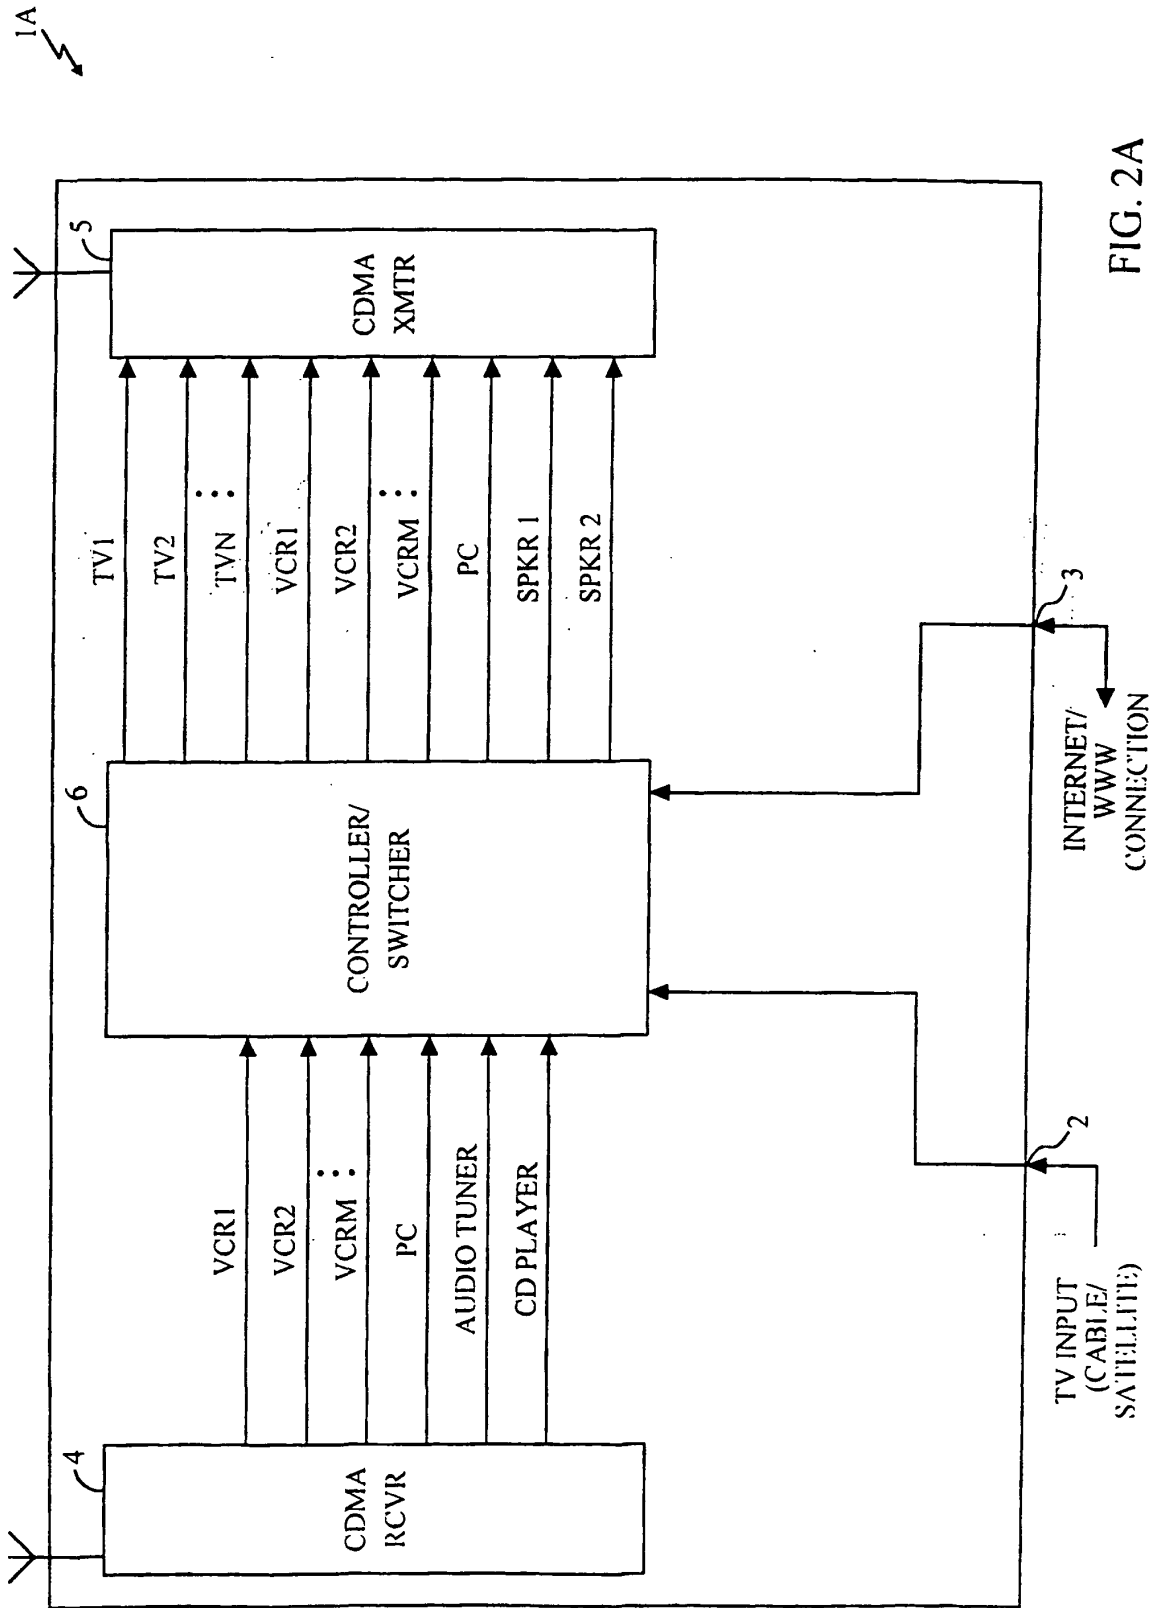 1A
4
CDMA
RCVR
VCR1
VCR2
VCRM
PC
AUDIO TUNER
CD PLAYER
6
CONTROLLER/
SWITCHER
TV1
TV2
TVN
VCR1
VCR2
VCRM
PC
SPKR 1
SPKR 2
5
CDMA
XMTR
2
TV INPUT
(CABLE/
SATELLITE)
3
INTERNET/
WWW
CONNECTION
FIG. 2A